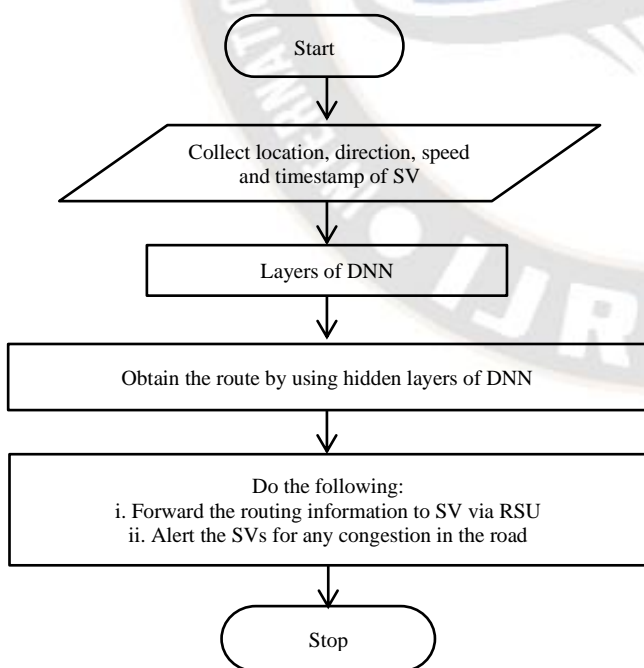 Start
Collect location, direction, speed
and timestamp of SV
Layers of DNN
Obtain the route by using hidden layers of DNN
Do the following:
i. Forward the routing information to SV via RSU
ii. Alert the SVs for any congestion in the road
Stop